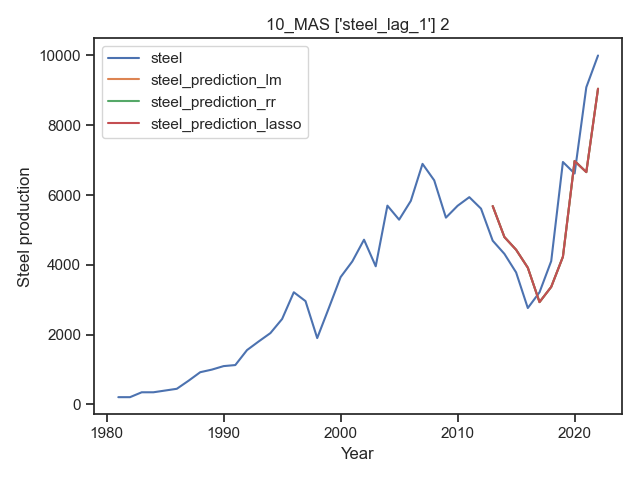 10_MAS ['steel_lag_1'] 2
steel
steel_prediction_lm
steel_prediction_rr
steel_prediction_lasso
10000
8000
6000
4000
2000
0
Steel production
1980
1990
2000
2010
2020
Year